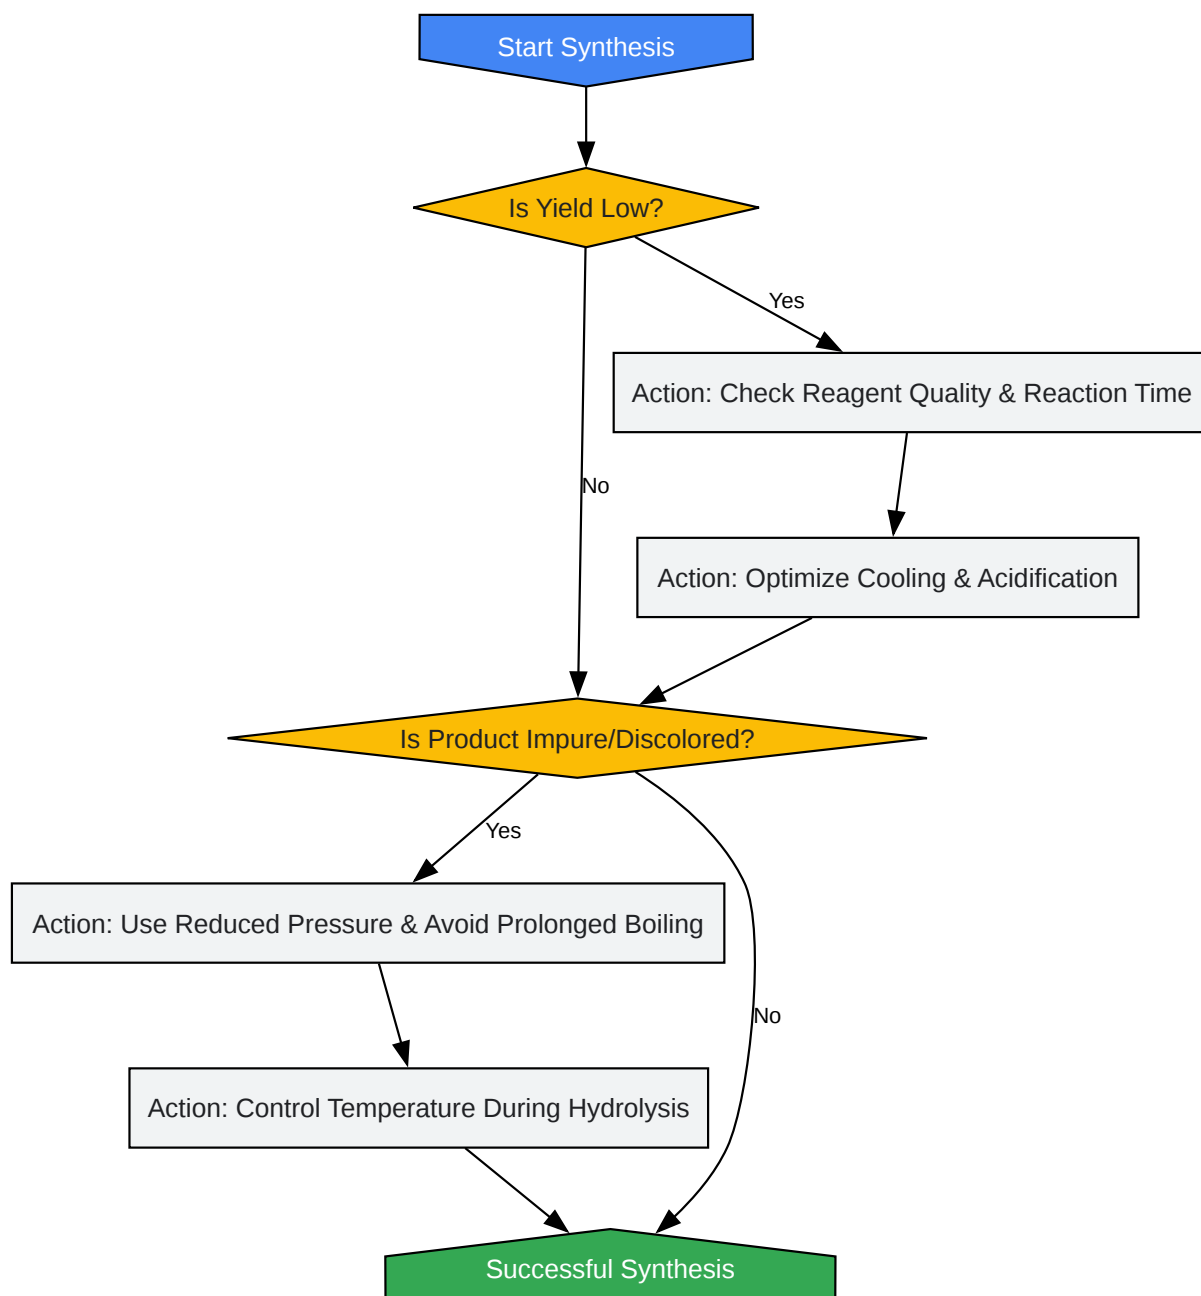 Start Synthesis
Is Yield Low?
Yes
Action: Check Reagent Quality & Reaction Time
No
Action: Optimize Cooling & Acidification
Is Product Impure/Discolored?
Yes
Action: Use Reduced Pressure & Avoid Prolonged Boiling
No
Action: Control Temperature During Hydrolysis
Successful Synthesis